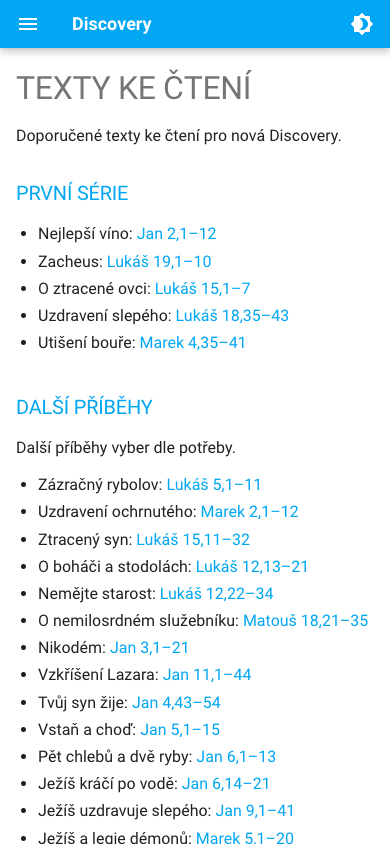 Discovery
TEXTY KE ČTENÍ
Doporučené texty ke čtení pro nová Discovery.
PRVNÍ SÉRIE
• Nejlepší víno: Jan 2,1–12
• Zacheus: Lukáš 19,1–10
• O ztracené ovci: Lukáš 15,1–7
• Uzdravení slepého: Lukáš 18,35–43
• Utišení bouře: Marek 4,35–41
DALŠÍ PŘÍBĚHY
Další příběhy vyber dle potřeby.
• Zázračný rybolov: Lukáš 5,1–11
• Uzdravení ochrnutého: Marek 2,1–12
• Ztracený syn: Lukáš 15,11–32
• O boháči a stodolách: Lukáš 12,13–21
• Nemějte starost: Lukáš 12,22–34
• O nemilosrdném služebníku: Matouš 18,21–35
• Nikodém: Jan 3,1–21
• Vzkříšení Lazara: Jan 11,1–44
• Tvůj syn žije: Jan 4,43–54
• Vstaň a choď: Jan 5,1–15
• Pět chlebů a dvě ryby: Jan 6,1–13
• Ježíš kráčí po vodě: Jan 6,14–21
• Ježíš uzdravuje slepého: Jan 9,1–41
• Ježíš a legie démonů: Marek 5,1–20